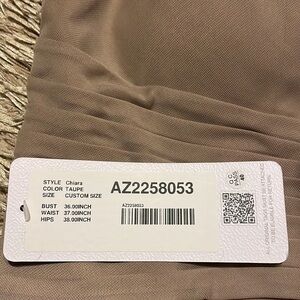 STYLE Chiara
COLOR TAUPE
SIZE CUSTOM SIZE
BUST 36.00INCH
WAIST 37.00INCH
HIPS 38.00INCH
AZ2258053
AZ2258053